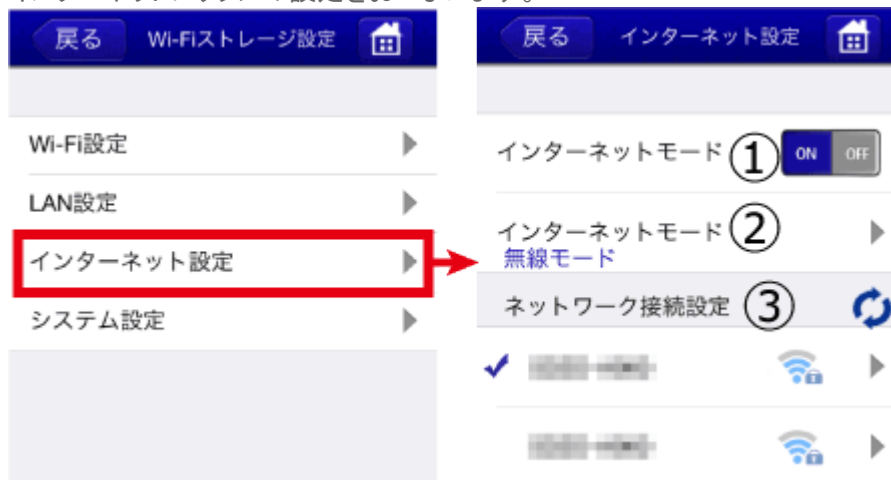 戻る Wi-Fiストレージ設定
Wi-Fi設定
LAN設定
インターネット設定
システム設定
戻る インターネット設定
インターネットモード ① ON OFF
インターネットモード ②
無線モード
ネットワーク接続設定 ③